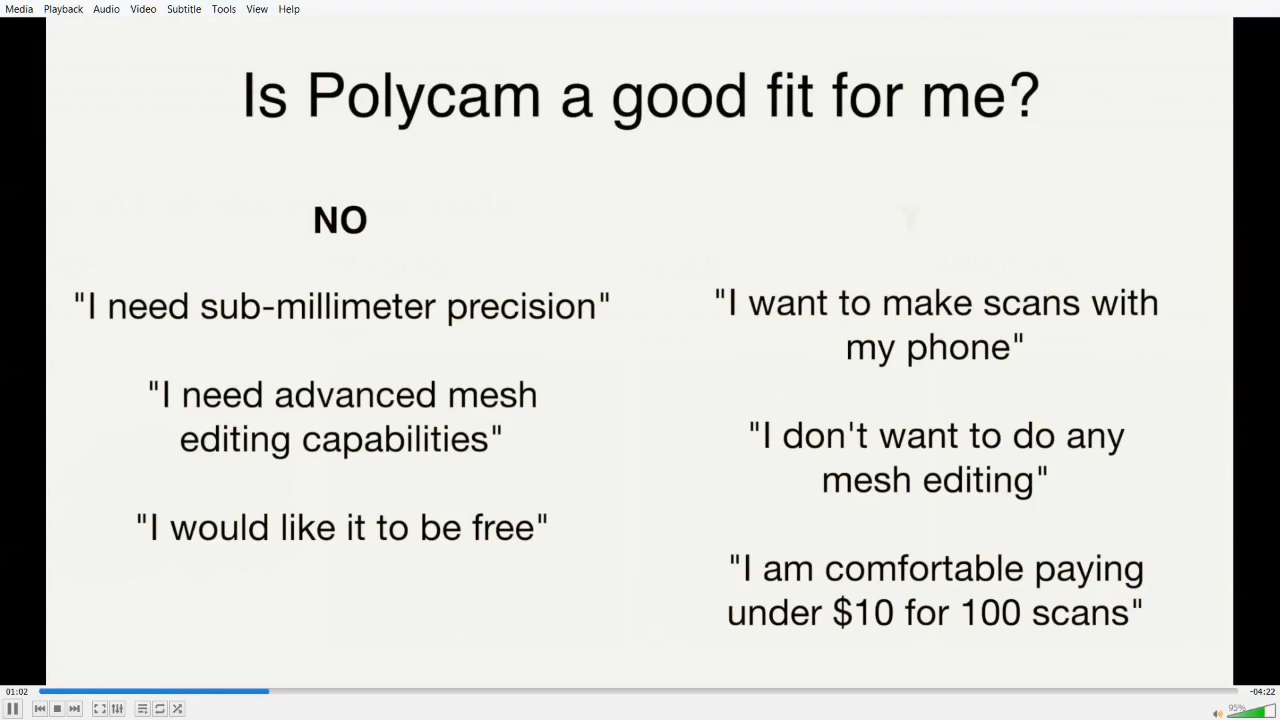 Media Playback Audio Video Subtitle Tools View Help
Is Polycam a good fit for me?
NO
"I need sub-millimeter precision"
"I need advanced mesh
editing capabilities"
"I would like it to be free"
"I want to make scans with
my phone"
"I don't want to do any
mesh editing"
"I am comfortable paying
under $10 for 100 scans"
01:02
-04:22
95%